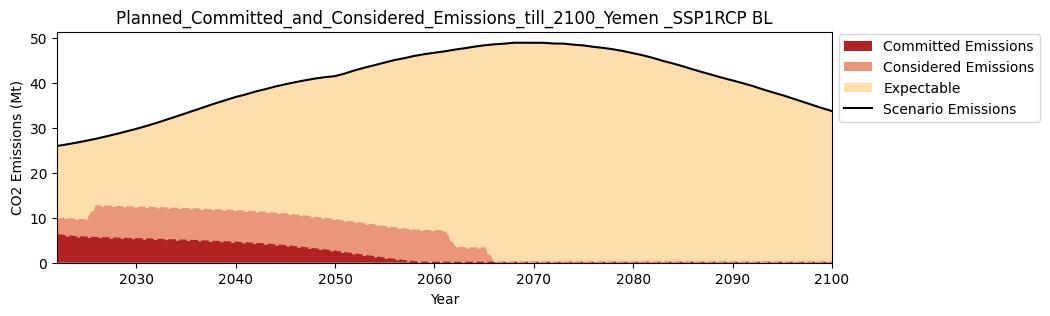 Planned_Committed_and_Considered_Emissions_till_2100_Yemen _SSP1RCP BL
Committed Emissions
Considered Emissions
Expectable
Scenario Emissions
CO2 Emissions (Mt)
50
40
30
20
10
0
2030 2040 2050 2060 2070 2080 2090 2100
Year